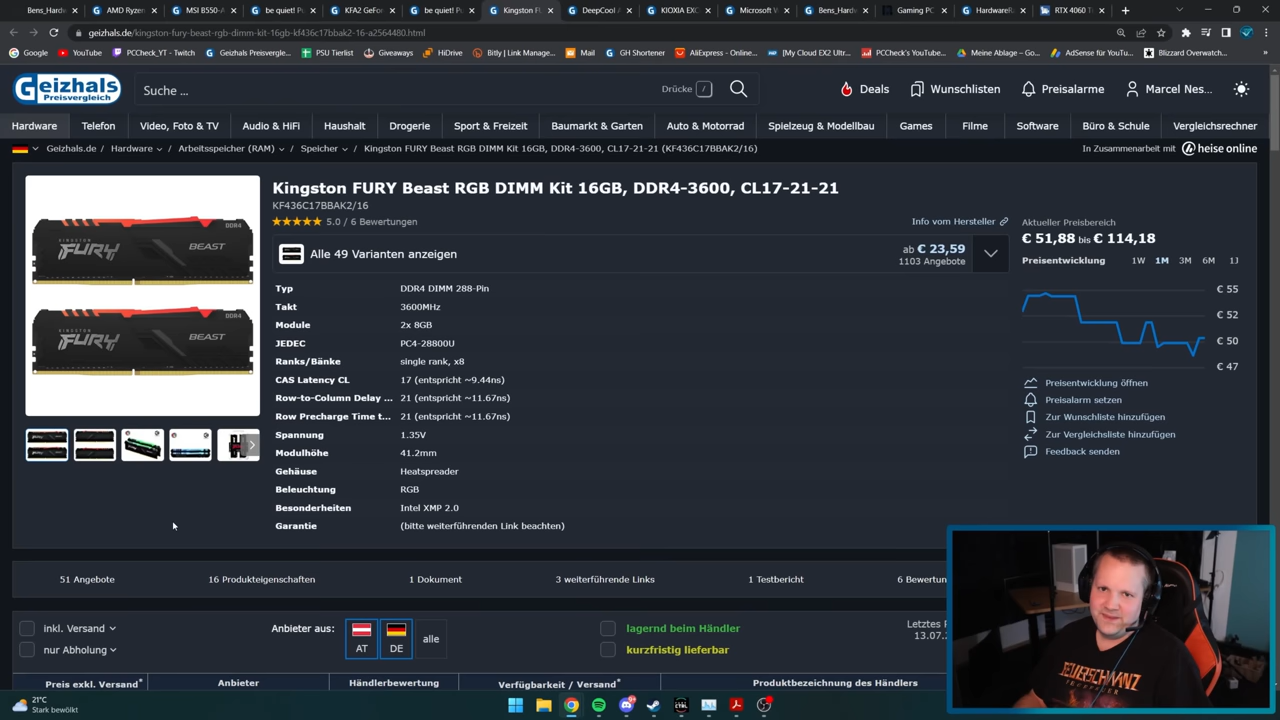 Bens_Hardw
AMD Ryzen
MSI B550-A
be quiet! Pu
KFA2 GeFor
be quiet! Pu
Kingston FU
DeepCool A
KIOXIA EXC
Microsoft W
Bens_Hardw
Gaming PC
HardwareRa
RTX 4060 Ti
geizhals.de/kingston-fury-beast-rgb-dimm-kit-16gb-kf436c17bbak2-16-a2564480.html
Google
YouTube
PCCheck_YT - Twitch
Geizhals Preisvergle...
PSU Tierlist
Giveaways
HiDrive
Bitly | Link Manage...
Mail
GH Shortener
AliExpress - Online...
[My Cloud EX2 Ultr...
PCCheck's YouTube...
Meine Ablage – Go...
AdSense für YouTu...
Blizzard Overwatch...
Geizhals
Preisvergleich
Suche ...
Drücke /
Deals
Wunschlisten
Preisalarme
Marcel Nes...
Hardware
Telefon
Video, Foto & TV
Audio & HiFi
Haushalt
Drogerie
Sport & Freizeit
Baumarkt & Garten
Auto & Motorrad
Spielzeug & Modellbau
Games
Filme
Software
Büro & Schule
Vergleichsrechner
Geizhals.de / Hardware / Arbeitsspeicher (RAM) / Speicher / Kingston FURY Beast RGB DIMM Kit 16GB, DDR4-3600, CL17-21-21 (KF436C17BBAK2/16)
In Zusammenarbeit mit heise online
Kingston FURY Beast RGB DIMM Kit 16GB, DDR4-3600, CL17-21-21
KF436C17BBAK2/16
5.0 / 6 Bewertungen
Info vom Hersteller
Alle 49 Varianten anzeigen
ab € 23,59
1103 Angebote
DDR4
KINGSTON
FURY
BEAST
DDR4
KINGSTON
FURY
BEAST
Typ DDR4 DIMM 288-Pin
Takt 3600MHz
Module 2x 8GB
JEDEC PC4-28800U
Ranks/Bänke single rank, x8
CAS Latency CL 17 (entspricht ~9.44ns)
Row-to-Column Delay ... 21 (entspricht ~11.67ns)
Row Precharge Time t... 21 (entspricht ~11.67ns)
Spannung 1.35V
Modulhöhe 41.2mm
Gehäuse Heatspreader
Beleuchtung RGB
Besonderheiten Intel XMP 2.0
Garantie (bitte weiterführenden Link beachten)
Aktueller Preisbereich
€ 51,88 bis € 114,18
Preisentwicklung 1W 1M 3M 6M 1J
€ 55
€ 52
€ 50
€ 47
Preisentwicklung öffnen
Preisalarm setzen
Zur Wunschliste hinzufügen
Zur Vergleichsliste hinzufügen
Feedback senden
51 Angebote
16 Produkteigenschaften
1 Dokument
3 weiterführende Links
1 Testbericht
6 Bewertun
inkl. Versand
nur Abholung
Anbieter aus:
AT
DE
alle
lagernd beim Händler
kurzfristig lieferbar
Letztes
13.07.
Preis exkl. Versand*
Anbieter
Händlerbewertung
Verfügbarkeit / Versand*
Produktbezeichnung des Händlers
FEUERSCHWANZ
21°C
Stark bewölkt